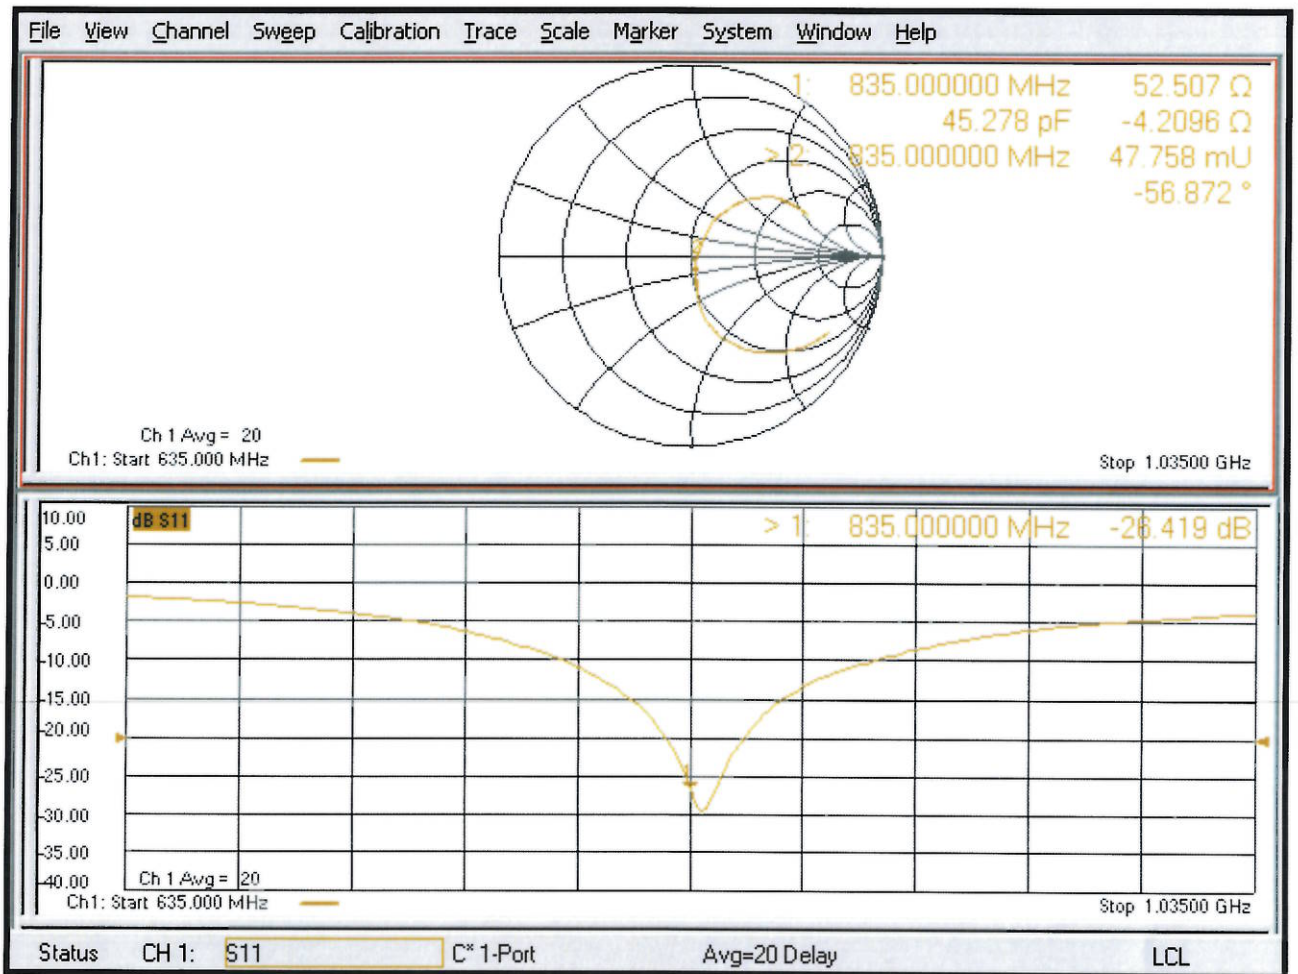 File View Channel Sweep Calibration Trace Scale Marker System Window Help
1: 835.000000 MHz 52.507 Ω
45.278 pF -4.2096 Ω
> 2: 835.000000 MHz 47.758 mU
-56.872 °
Ch 1 Avg = 20
Ch1: Start 635.000 MHz
Stop 1.03500 GHz
10.00
dB S11
> 1: 835.000000 MHz -26.419 dB
5.00
0.00
-5.00
-10.00
-15.00
-20.00
-25.00
-30.00
-35.00
-40.00
Ch 1 Avg = 20
Ch1: Start 635.000 MHz
Stop 1.03500 GHz
Status CH 1: S11 C* 1-Port Avg=20 Delay LCL